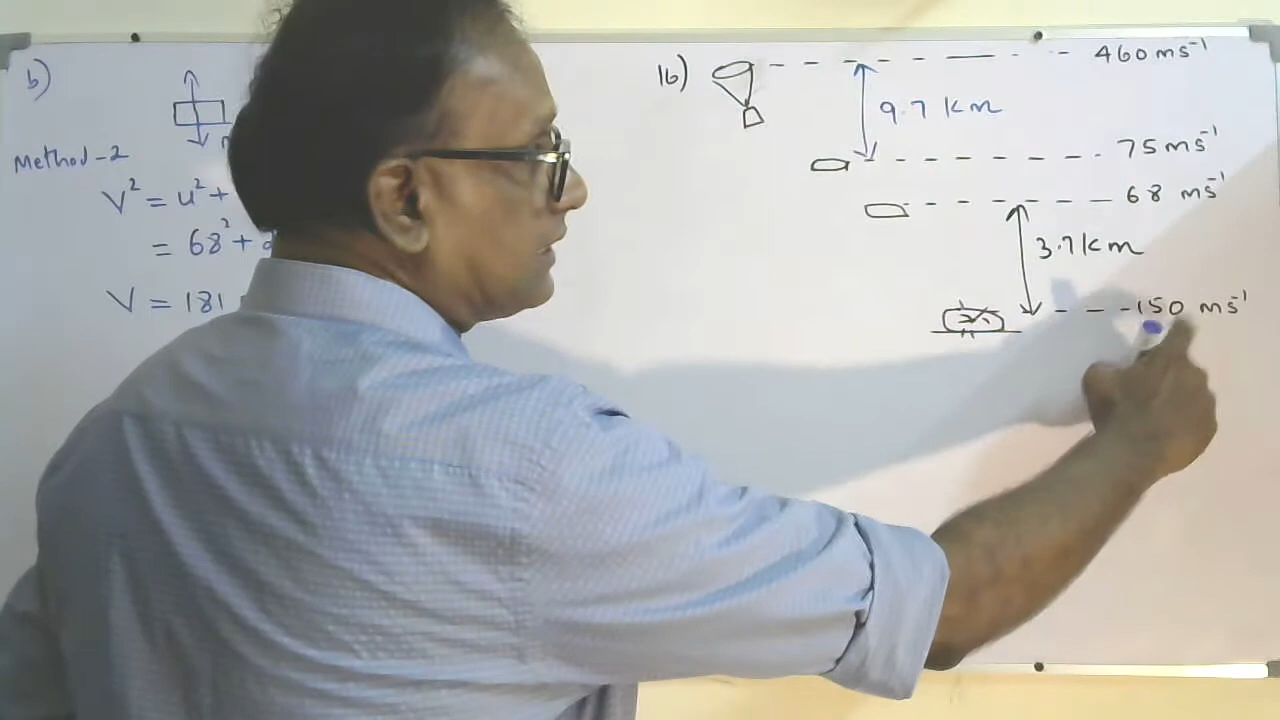 b)
Method-2
V² = u² +
= 68² +
V = 181
16)
460 ms⁻¹
9.7 km
75 ms⁻¹
68 ms⁻¹
3.7 km
150 ms⁻¹